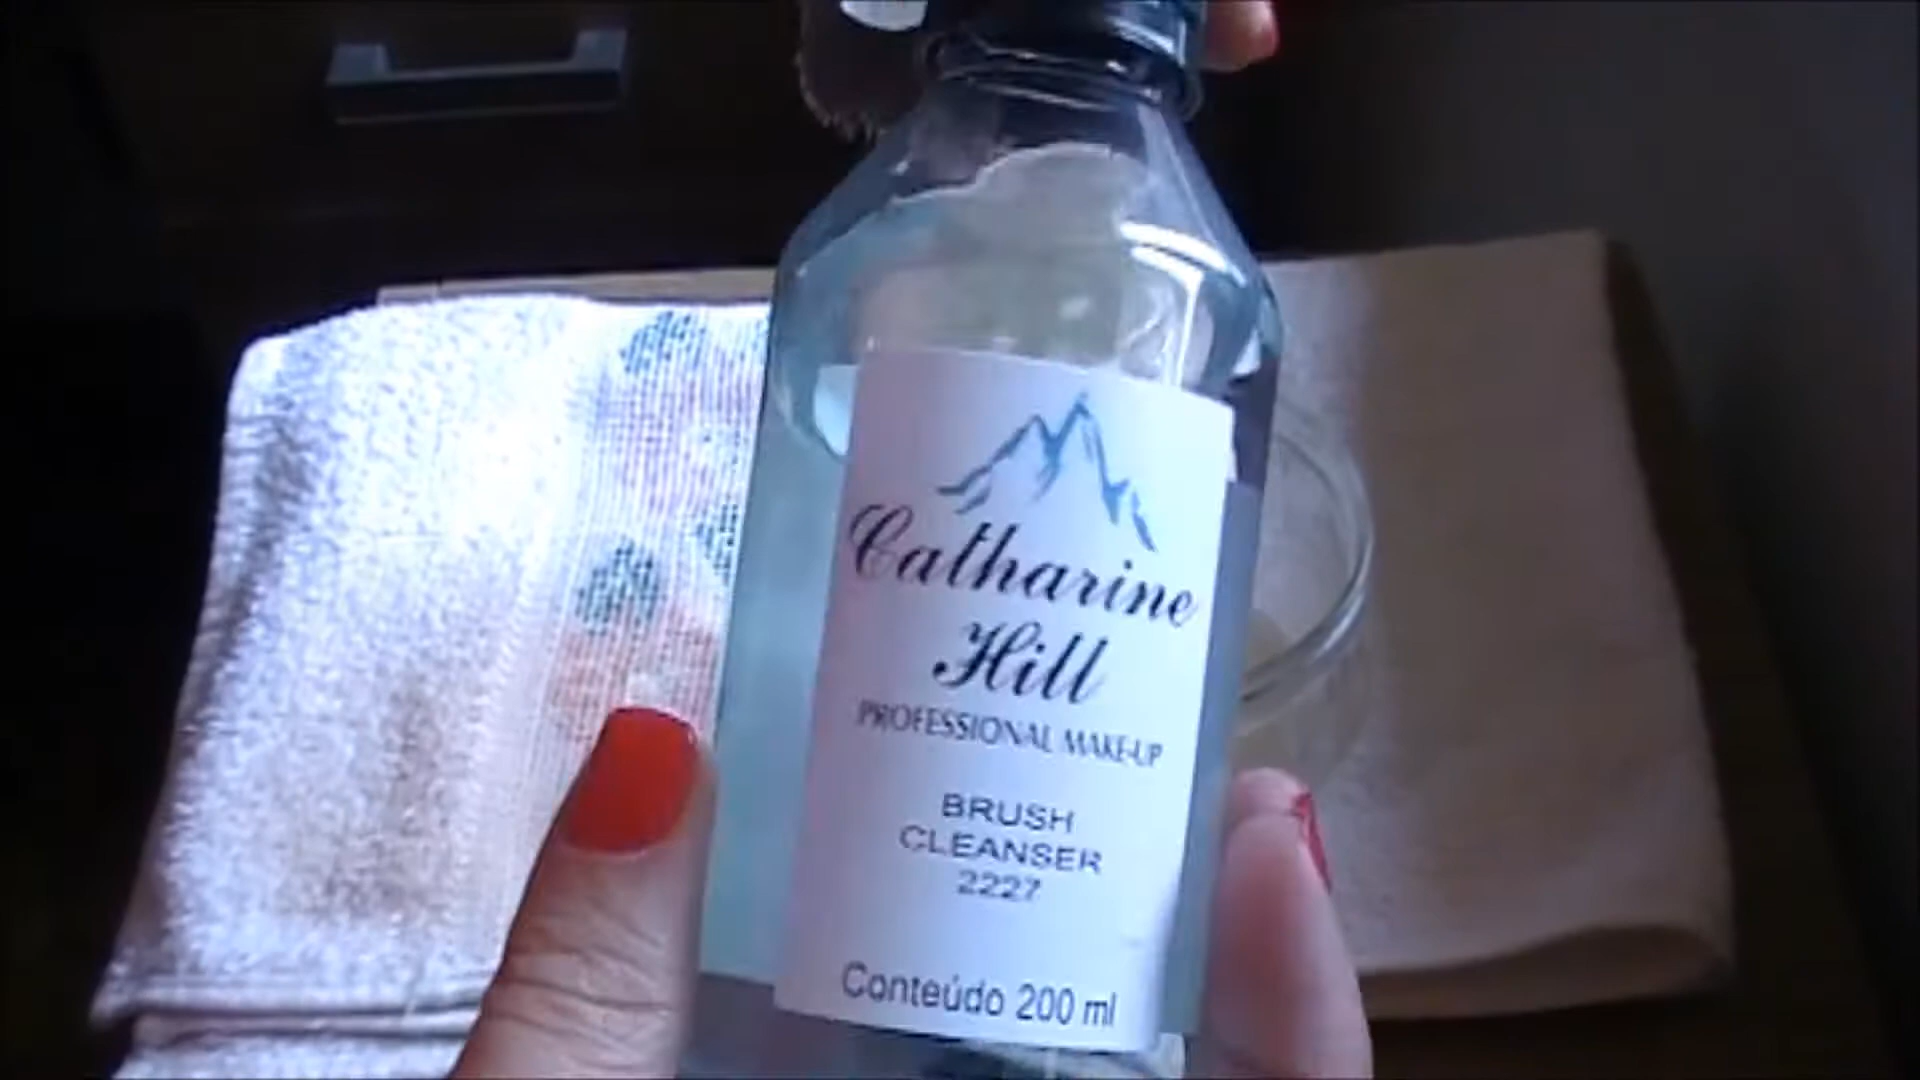 Catharine
Hill
PROFESSIONAL MAKE-UP
BRUSH
CLEANSER
2227
Conteúdo 200 ml